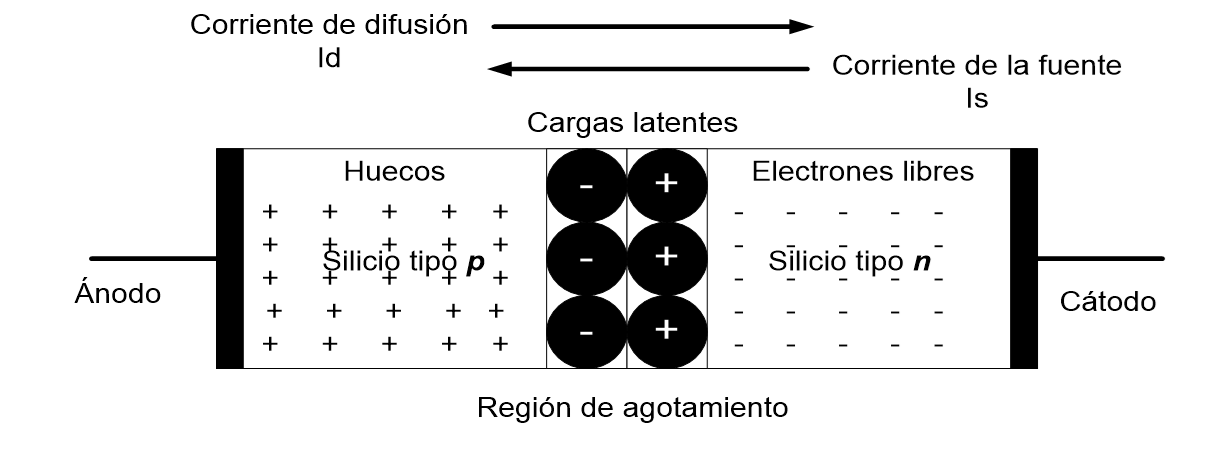 Corriente de difusión
Id
Corriente de la fuente
Is
Cargas latentes
Huecos
Electrones libres
- +
+ + + + +
- - - - -
+ + + + +
- - - - -
Silicio tipo p
- +
Silicio tipo n
+ + + + +
- - - - -
Ánodo
Cátodo
+ + + + +
- - - - -
- +
+ + + + +
- - - - -
Región de agotamiento